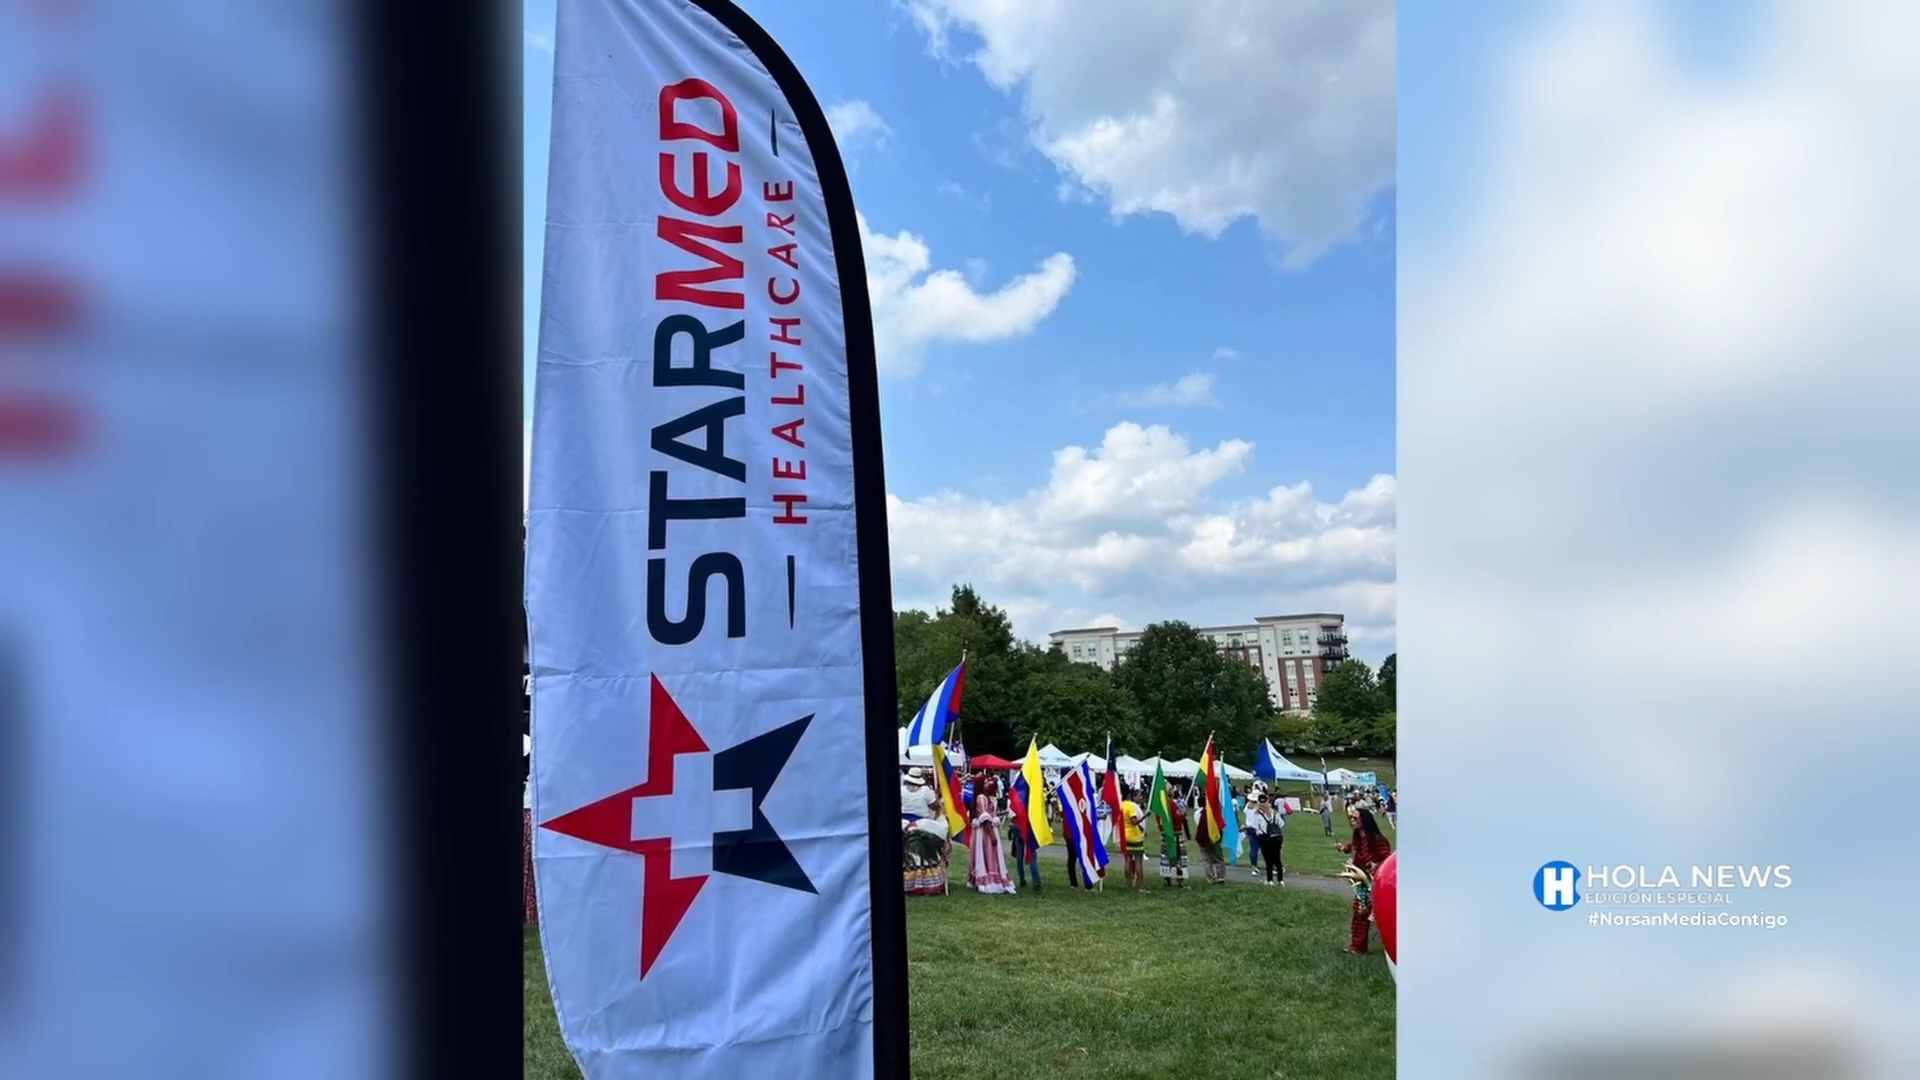 STARMED
HEALTHCARE
HOLA NEWS
EDICIÓN ESPECIAL
#NorsanMediaContigo